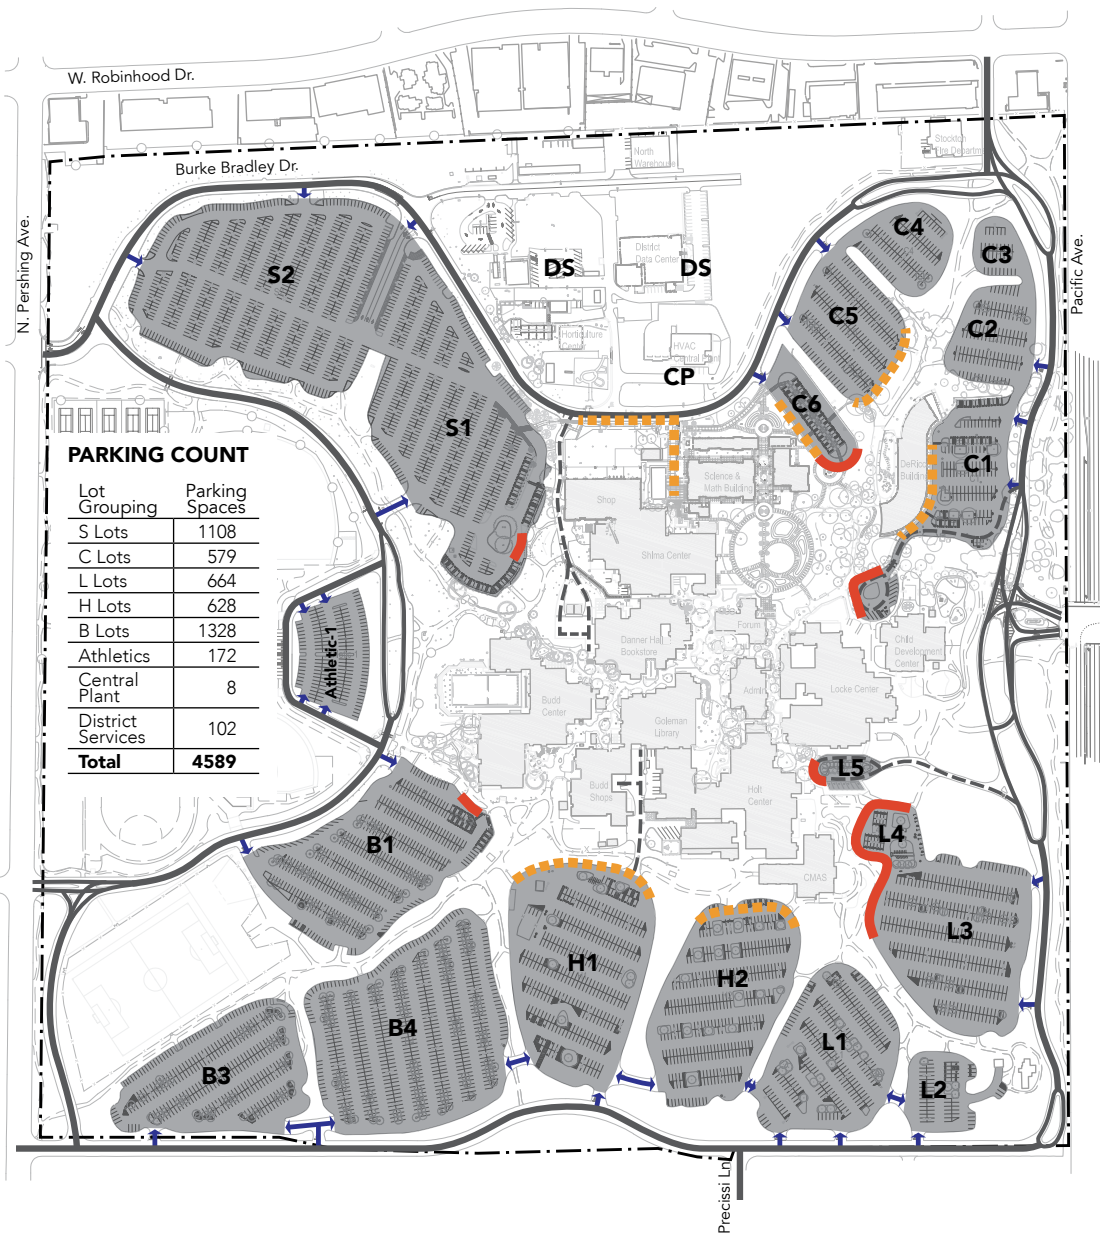 W. Robinhood Dr.
Burke Bradley Dr.
N. Pershing Ave.
Pacific Ave.
North
Warehouse
Stockton
Fire Department
District
Data Center
DS
DS
Horticulture
Center
HVAC
Central Plant
CP
S2
S1
C4
C3
C5
C2
C6
C1
DeRicco
Building
Science &
Math Building
Shop
Shima Center
Danner Hall
Bookstore
Forum
Child
Development
Center
Budd
Center
Admin
Locke Center
Goleman
Library
Budd
Shops
Holt
Center
CMAS
PARKING COUNT
Lot Grouping Parking Spaces
S Lots 1108
C Lots 579
L Lots 664
H Lots 628
B Lots 1328
Athletics 172
Central Plant 8
District Services 102
Total 4589
Athletic-1
L5
L4
B1
L3
H1
H2
B4
L1
B3
L2
Precissi Ln.